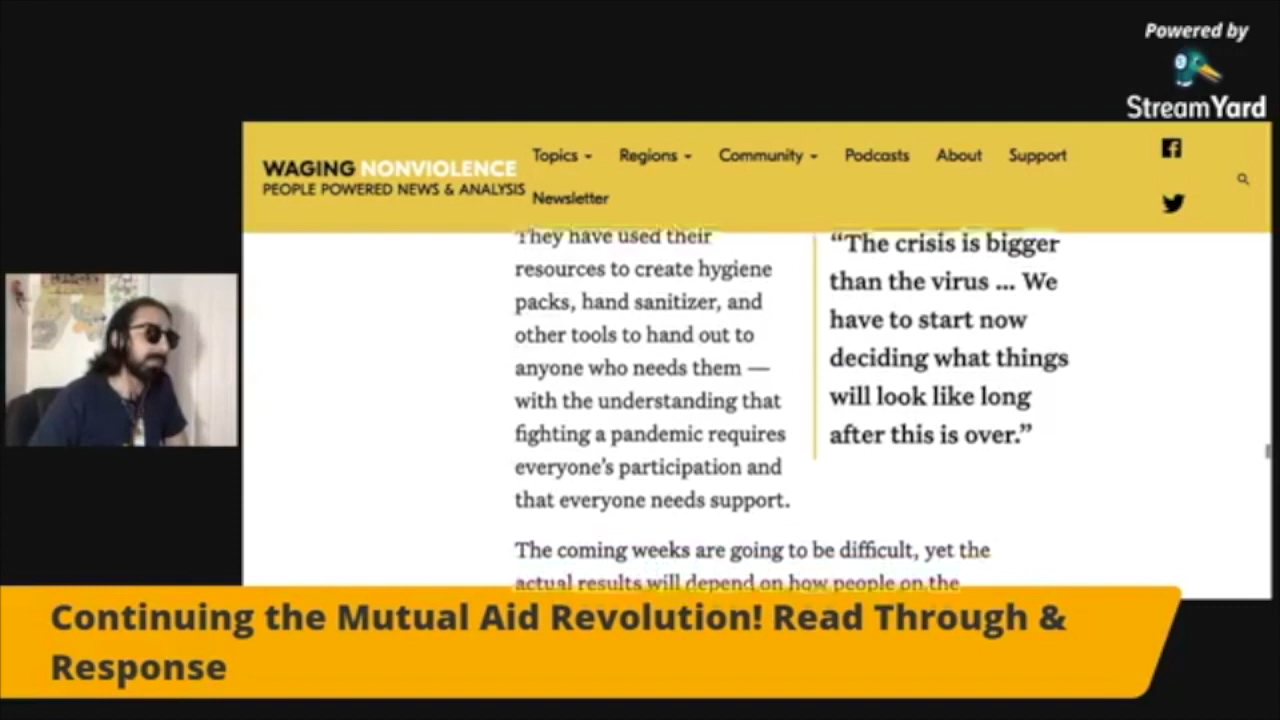 Powered by
StreamYard
WAGING NONVIOLENCE
PEOPLE POWERED NEWS & ANALYSIS
Topics
Regions
Community
Podcasts
About
Support
Newsletter
They have used their
resources to create hygiene
packs, hand sanitizer, and
other tools to hand out to
anyone who needs them —
with the understanding that
fighting a pandemic requires
everyone’s participation and
that everyone needs support.
“The crisis is bigger
than the virus ... We
have to start now
deciding what things
will look like long
after this is over.”
The coming weeks are going to be difficult, yet the
actual results will depend on how people on the
Continuing the Mutual Aid Revolution! Read Through &
Response